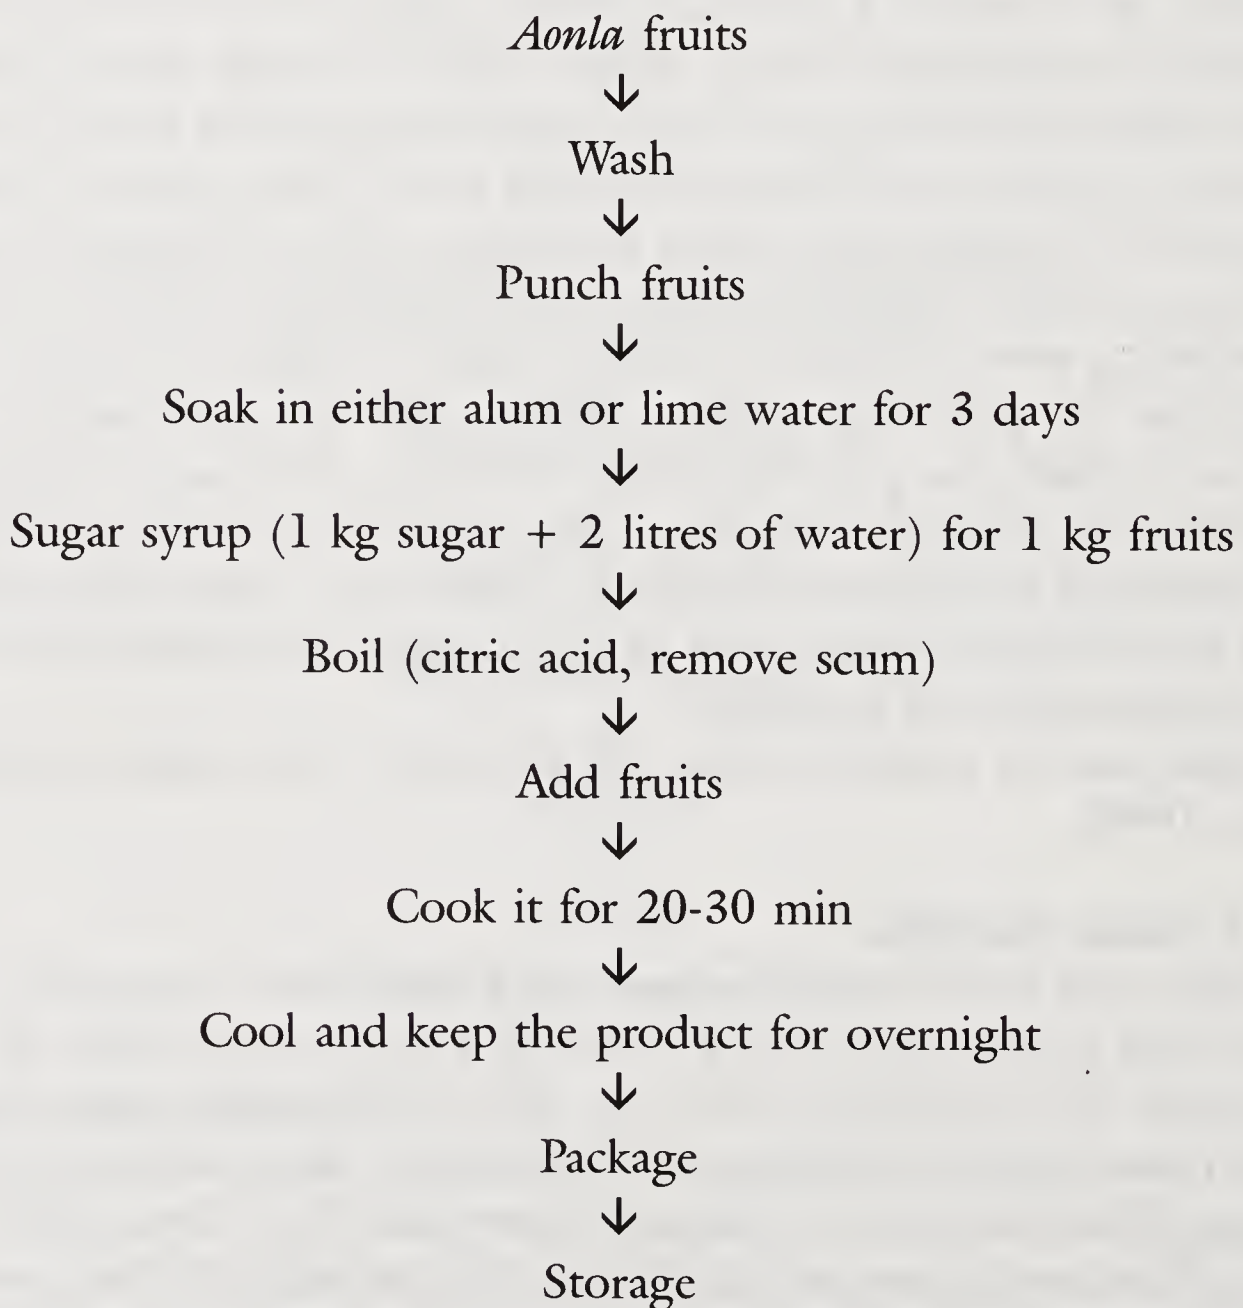 Aonla fruits
↓
Wash
↓
Punch fruits
↓
Soak in either alum or lime water for 3 days
↓
Sugar syrup (1 kg sugar + 2 litres of water) for 1 kg fruits
↓
Boil (citric acid, remove scum)
↓
Add fruits
↓
Cook it for 20-30 min
↓
Cool and keep the product for overnight
↓
Package
↓
Storage